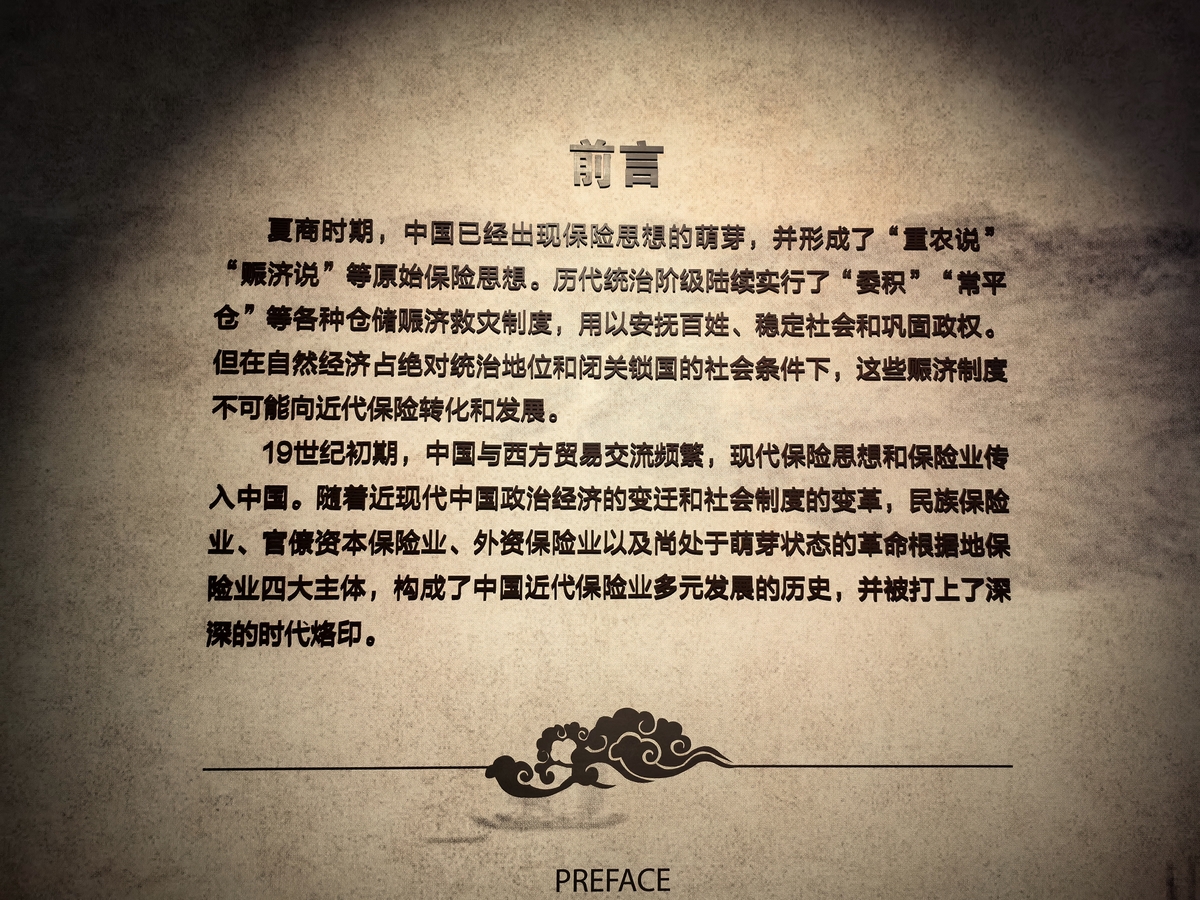 前言
夏商时期，中国已经出现保险思想的萌芽，并形成了“重农说”
“赈济说”等原始保险思想。历代统治阶级陆续实行了“委积”“常平
仓”等各种仓储赈济救灾制度，用以安抚百姓、稳定社会和巩固政权。
但在自然经济占绝对统治地位和闭关锁国的社会条件下，这些赈济制度
不可能向近代保险转化和发展。
19世纪初期，中国与西方贸易交流频繁，现代保险思想和保险业传
入中国。随着近现代中国政治经济的变迁和社会制度的变革，民族保险
业、官僚资本保险业、外资保险业以及尚处于萌芽状态的革命根据地保
险业四大主体，构成了中国近代保险业多元发展的历史，并被打上了深
深的时代烙印。
PREFACE